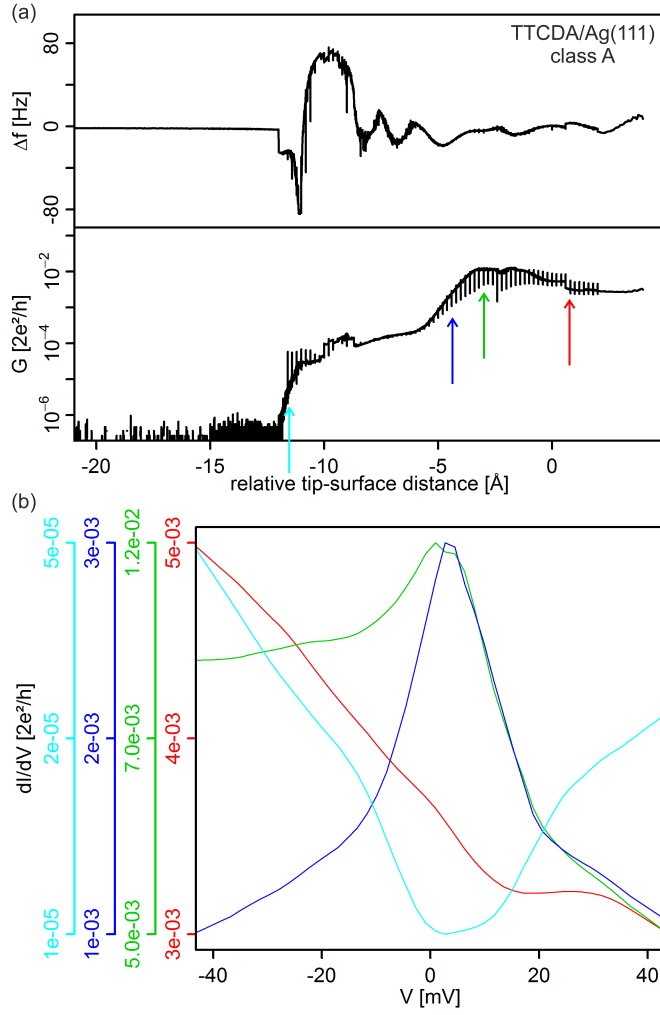 (a)
TTCDA/Ag(111)
class A
Δf [Hz]
80
0
-80
G [2e²/h]
10⁻²
10⁻⁴
10⁻⁶
-20 -15 -10 -5 0
relative tip-surface distance [Å]
(b)
dI/dV [2e²/h]
5e-05 3e-03 1.2e-02 5e-03
2e-05 2e-03 7.0e-03 4e-03
1e-05 1e-03 5.0e-03 3e-03
-40 -20 0 20 40
V [mV]